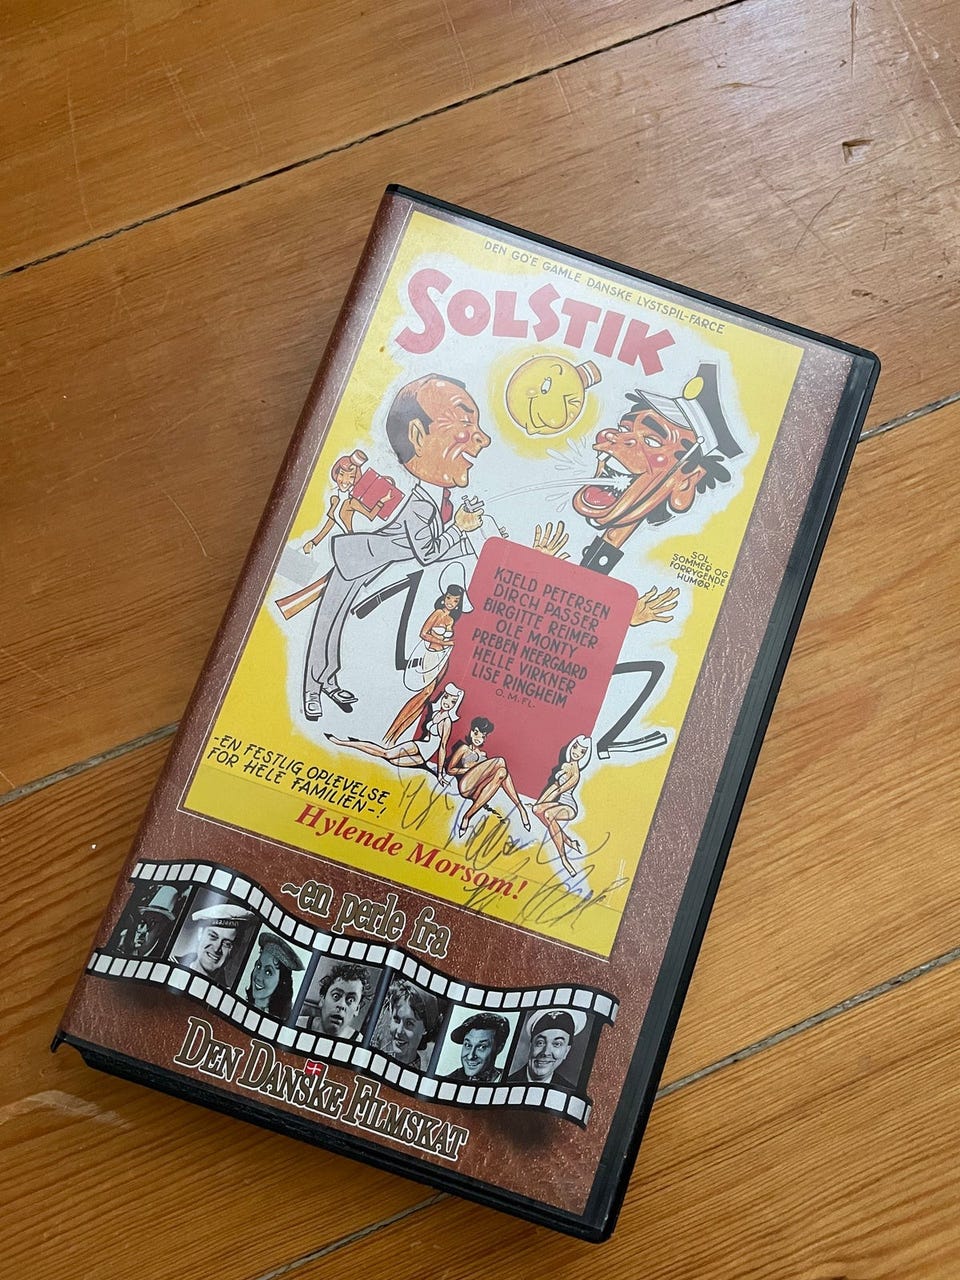 DEN GO'E GAMLE DANSKE LYSTSPIL-FARCE
SOLSTIK
SOL
SOMMER OG
FORRYGENDE
HUMØR!
KJELD PETERSEN
DIRCH PASSER
BIRGITTE REIMER
OLE MONTY
PREBEN NEERGAARD
HELLE VIRKNER
LISE RINGHEIM
O.M.FL.
-EN FESTLIG OPLEVELSE
FOR HELE FAMILIEN-!
Hylende Morsom!
~en perle fra
DEN DANSKE FILMSKAT